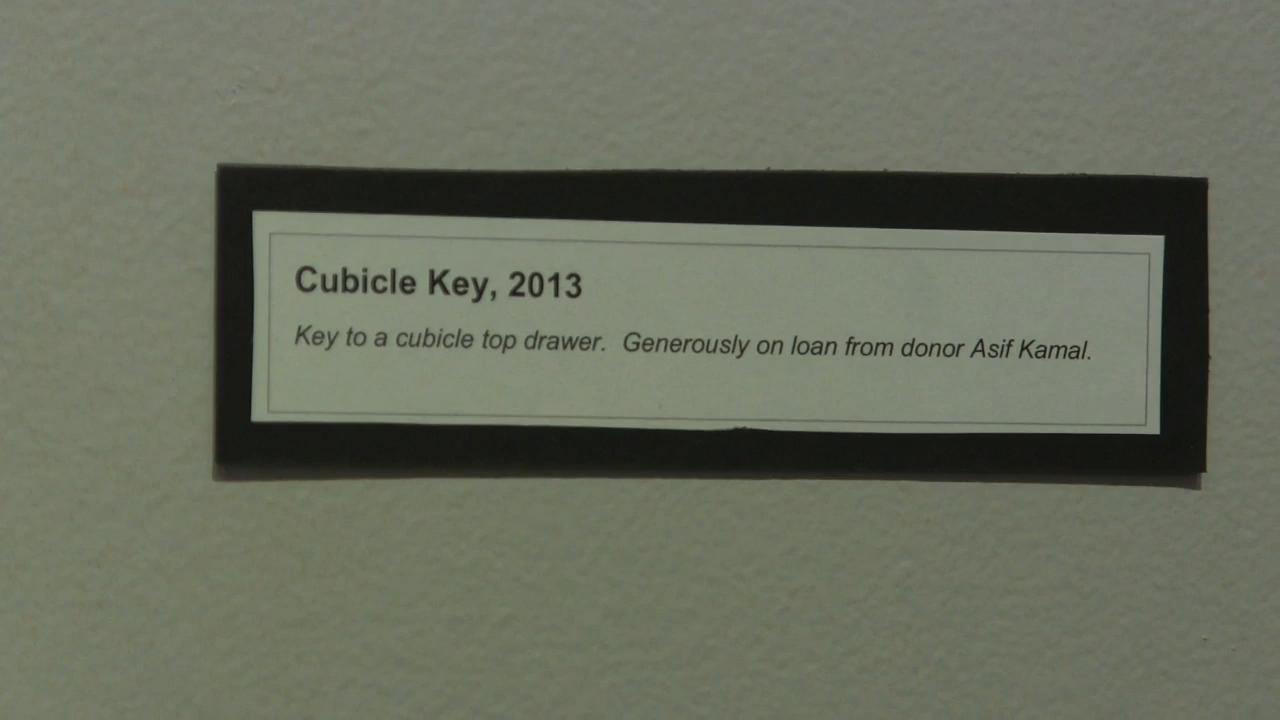 Cubicle Key, 2013
Key to a cubicle top drawer.  Generously on loan from donor Asif Kamal.